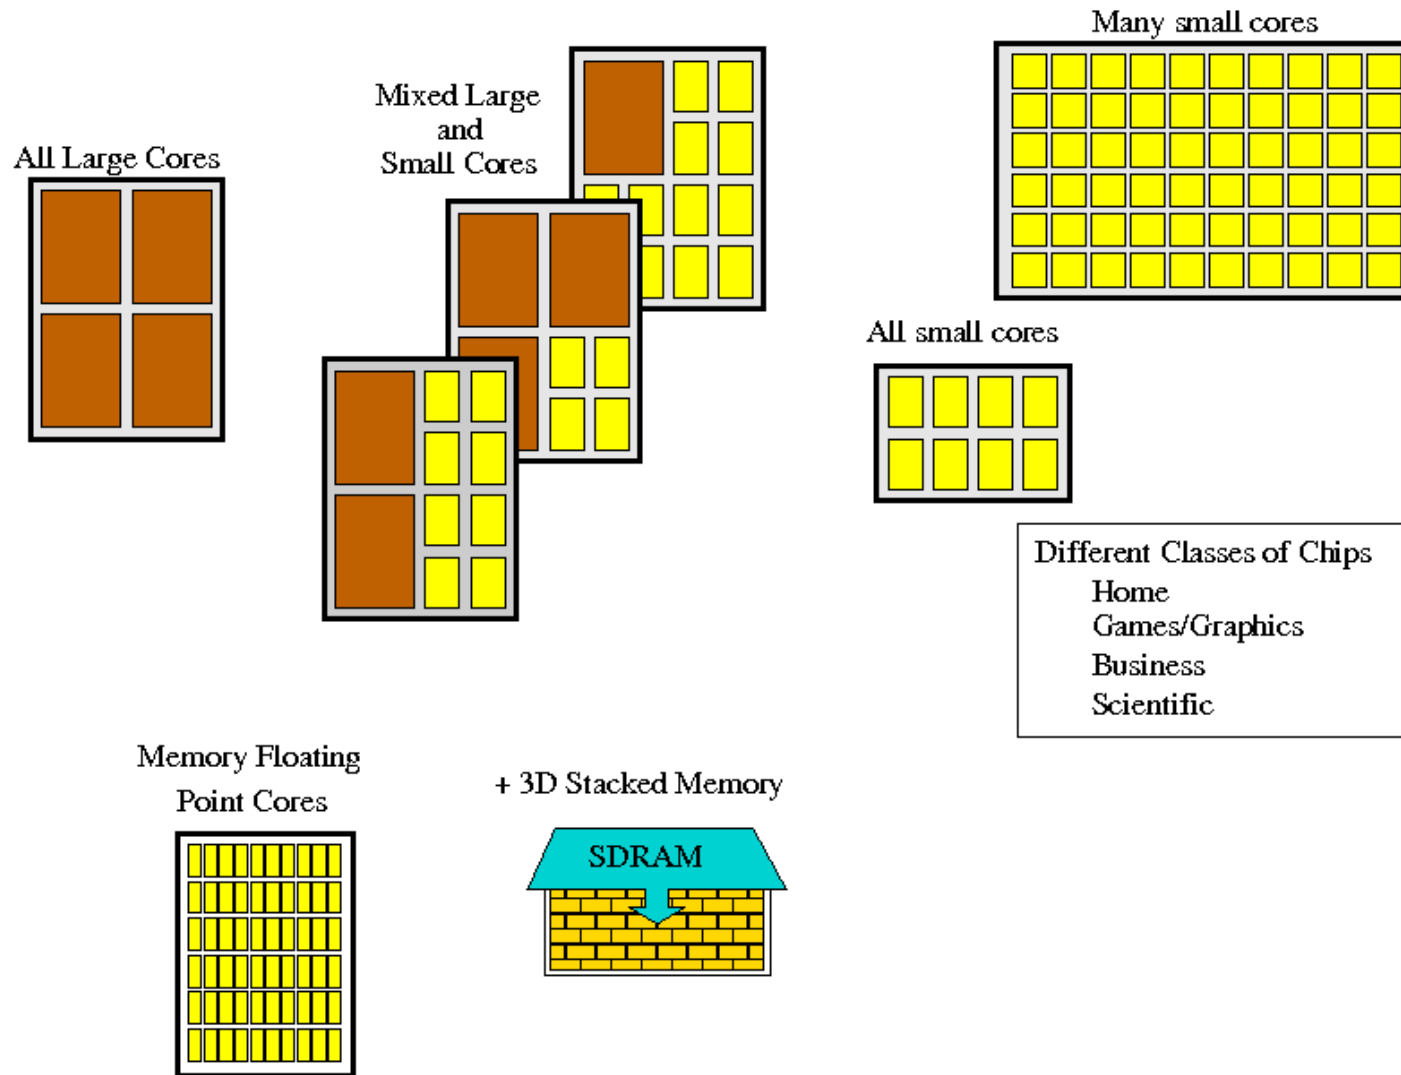 Many small cores
Mixed Large
and
Small Cores
All Large Cores
All small cores
Different Classes of Chips
Home
Games/Graphics
Business
Scientific
Memory Floating
Point Cores
+ 3D Stacked Memory
SDRAM